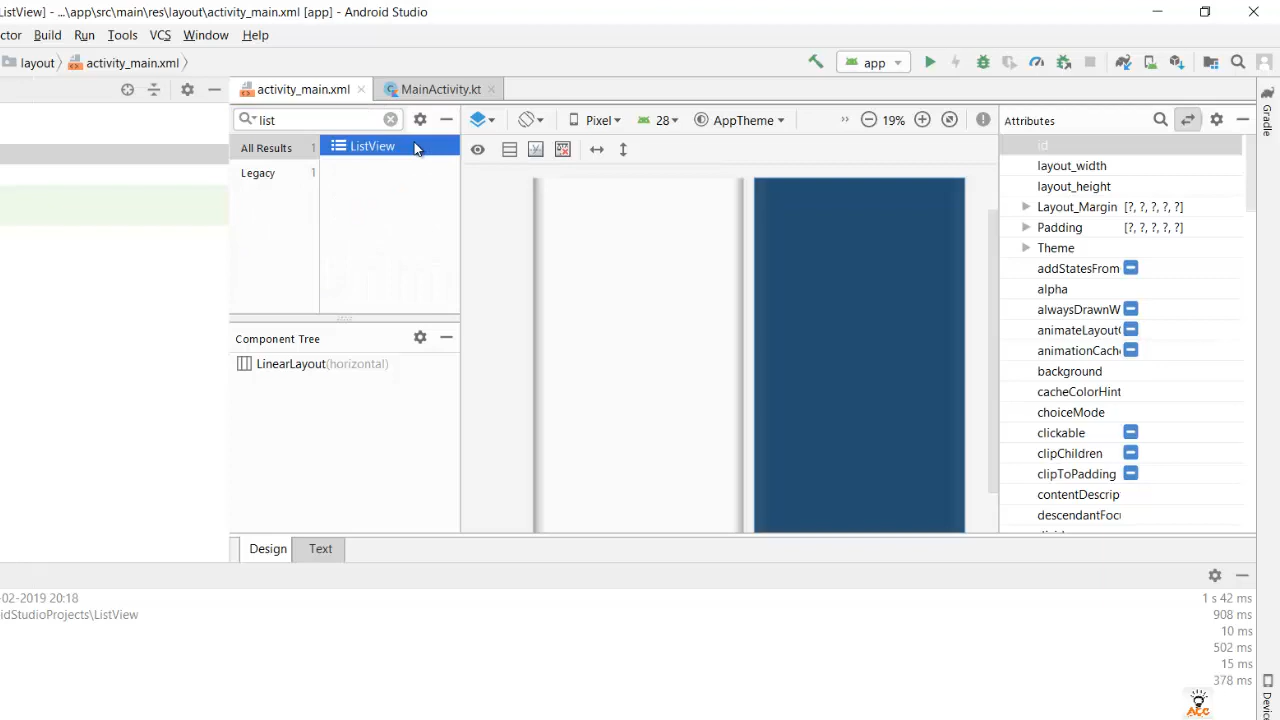 ListView] - ...\app\src\main\res\layout\activity_main.xml [app] - Android Studio
ctor Build Run Tools VCS Window Help
layout activity_main.xml app
activity_main.xml MainActivity.kt
list Pixel 28 AppTheme 19% Attributes
All Results 1 ListView id
Legacy 1 layout_width
layout_height
Layout_Margin [?, ?, ?, ?, ?]
Padding [?, ?, ?, ?, ?]
Theme
addStatesFrom
alpha
alwaysDrawnW
animateLayout
animationCach
background
cacheColorHint
choiceMode
clickable
clipChildren
clipToPadding
contentDescrip
descendantFoc
Component Tree
LinearLayout(horizontal)
Design Text
-02-2019 20:18 1 s 42 ms
idStudioProjects\ListView 908 ms
10 ms
502 ms
15 ms
378 ms
Gradle